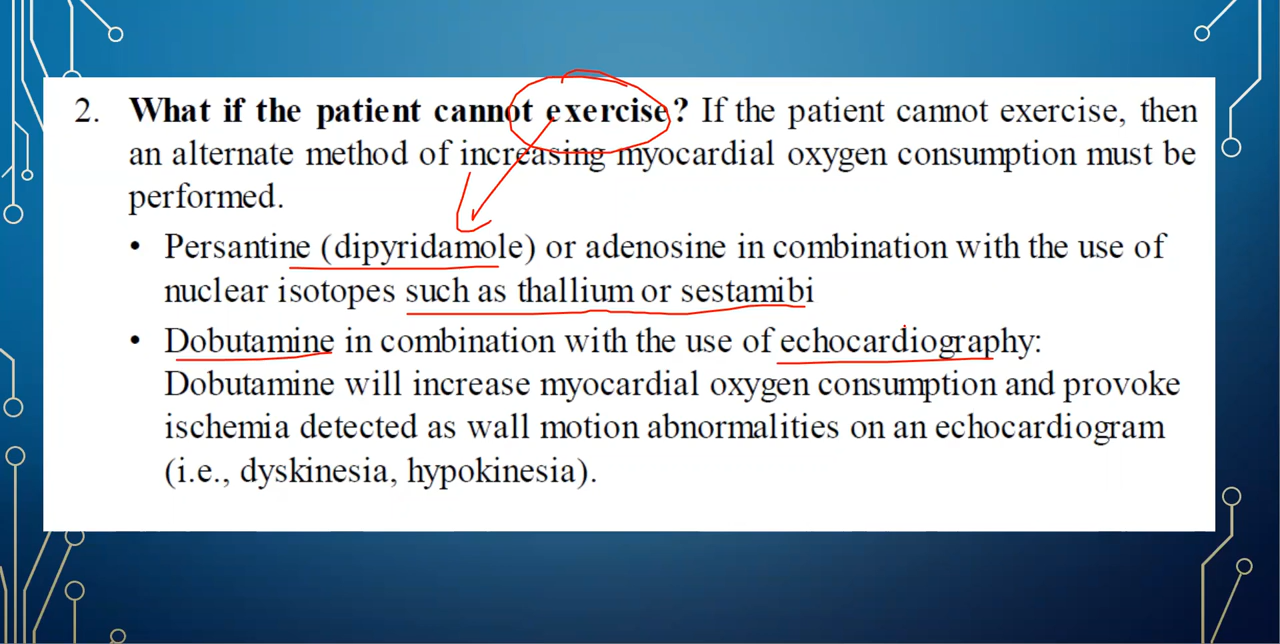 2. What if the patient cannot exercise? If the patient cannot exercise, then
an alternate method of increasing myocardial oxygen consumption must be
performed.
• Persantine (dipyridamole) or adenosine in combination with the use of
nuclear isotopes such as thallium or sestamibi
• Dobutamine in combination with the use of echocardiography:
Dobutamine will increase myocardial oxygen consumption and provoke
ischemia detected as wall motion abnormalities on an echocardiogram
(i.e., dyskinesia, hypokinesia).